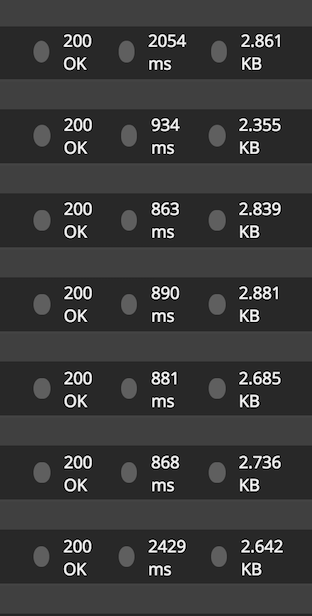 200 2054 2.861
OK ms KB
200 934 2.355
OK ms KB
200 863 2.839
OK ms KB
200 890 2.881
OK ms KB
200 881 2.685
OK ms KB
200 868 2.736
OK ms KB
200 2429 2.642
OK ms KB